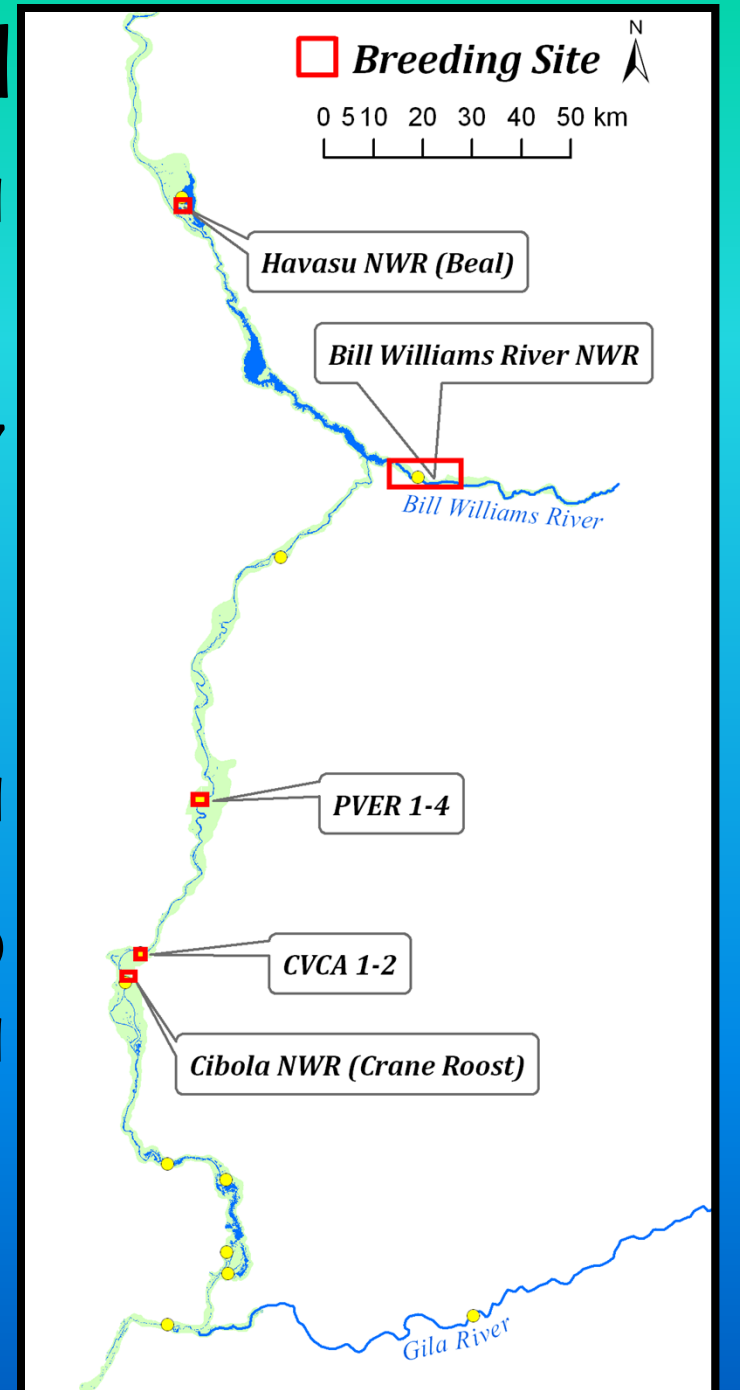 Breeding Site
N
0 5 10 20 30 40 50 km
Havasu NWR (Beal)
Bill Williams River NWR
Bill Williams River
PVER 1-4
CVCA 1-2
Cibola NWR (Crane Roost)
Gila River